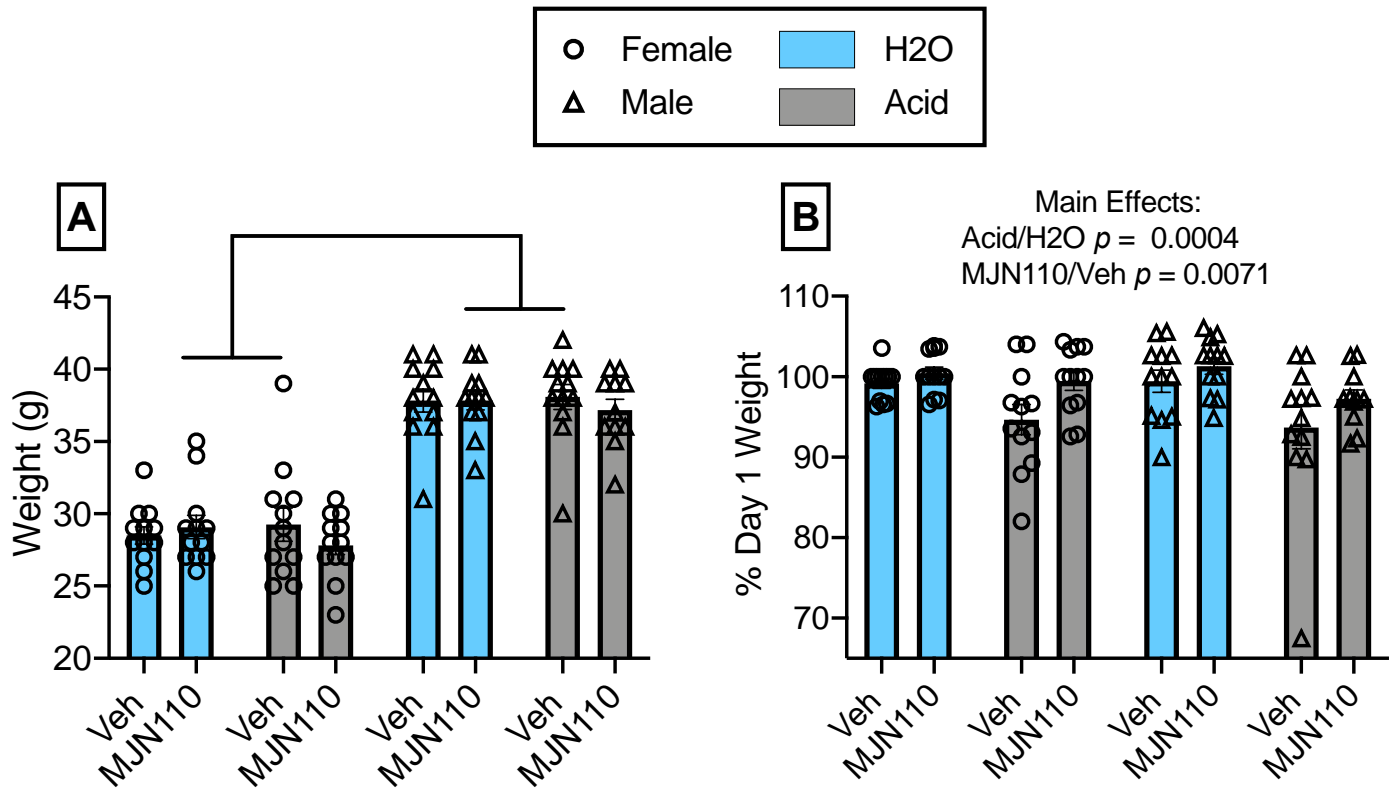 Female H2O
Male Acid
A
45
40
35
30
25
20
Weight (g)
Veh
MJN110
Veh
MJN110
Veh
MJN110
Veh
MJN110
B
Main Effects:
Acid/H2O p = 0.0004
MJN110/Veh p = 0.0071
110
100
90
80
70
% Day 1 Weight
Veh
MJN110
Veh
MJN110
Veh
MJN110
Veh
MJN110